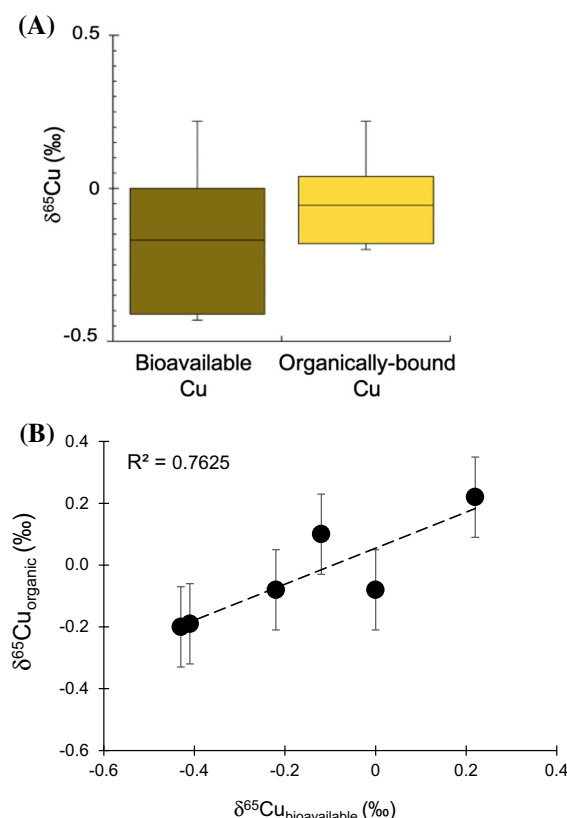 (A)
0.5
δ⁶⁵Cu (‰)
0
-0.5
Bioavailable Organically-bound
Cu Cu
(B)
0.4
R² = 0.7625
0.2
δ⁶⁵Cuorganic (‰)
0.0
-0.2
-0.4
-0.6
-0.6 -0.4 -0.2 0 0.2 0.4
δ⁶⁵Cubioavailable (‰)